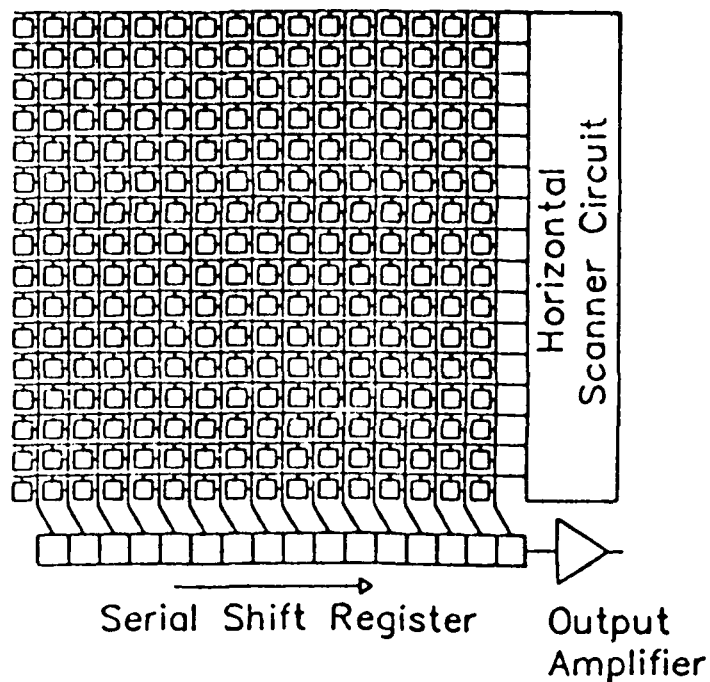 Horizontal
Scanner Circuit
Serial Shift Register
Output
Amplifier